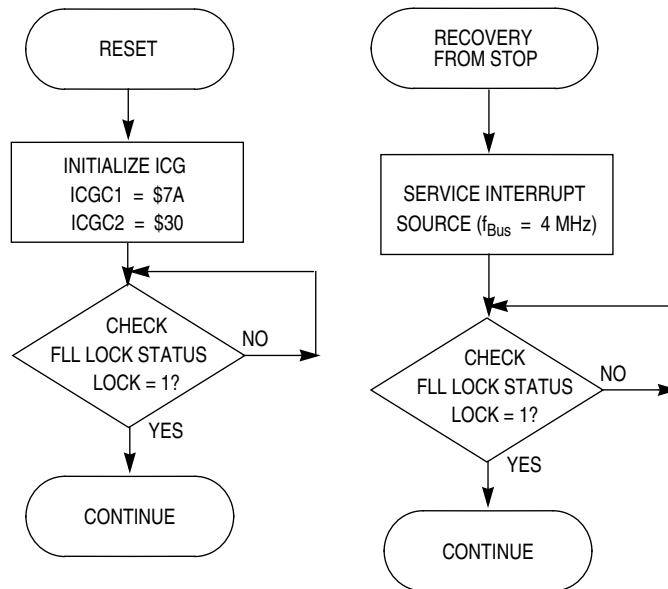 RESET
INITIALIZE ICG
ICGC1 = $7A
ICGC2 = $30
CHECK
FLL LOCK STATUS
LOCK = 1?
NO
YES
CONTINUE
RECOVERY
FROM STOP
SERVICE INTERRUPT
SOURCE (fBus = 4 MHz)
CHECK
FLL LOCK STATUS
LOCK = 1?
NO
YES
CONTINUE